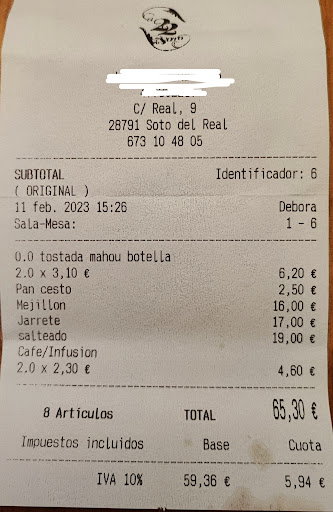 22
C/ Real, 9
28791 Soto del Real
673 10 48 05
SUBTOTAL Identificador: 6
( ORIGINAL )
11 feb. 2023 15:26 Debora
Sala-Mesa: 1 - 6
0.0 tostada mahou botella
2.0 x 3,10 € 6,20 €
Pan cesto 2,50 €
Mejillon 16,00 €
Jarrete 17,00 €
salteado 19,00 €
Cafe/Infusion
2.0 x 2,30 € 4,60 €
8 Artículos TOTAL 65,30 €
Impuestos incluidos Base Cuota
IVA 10% 59,36 € 5,94 €